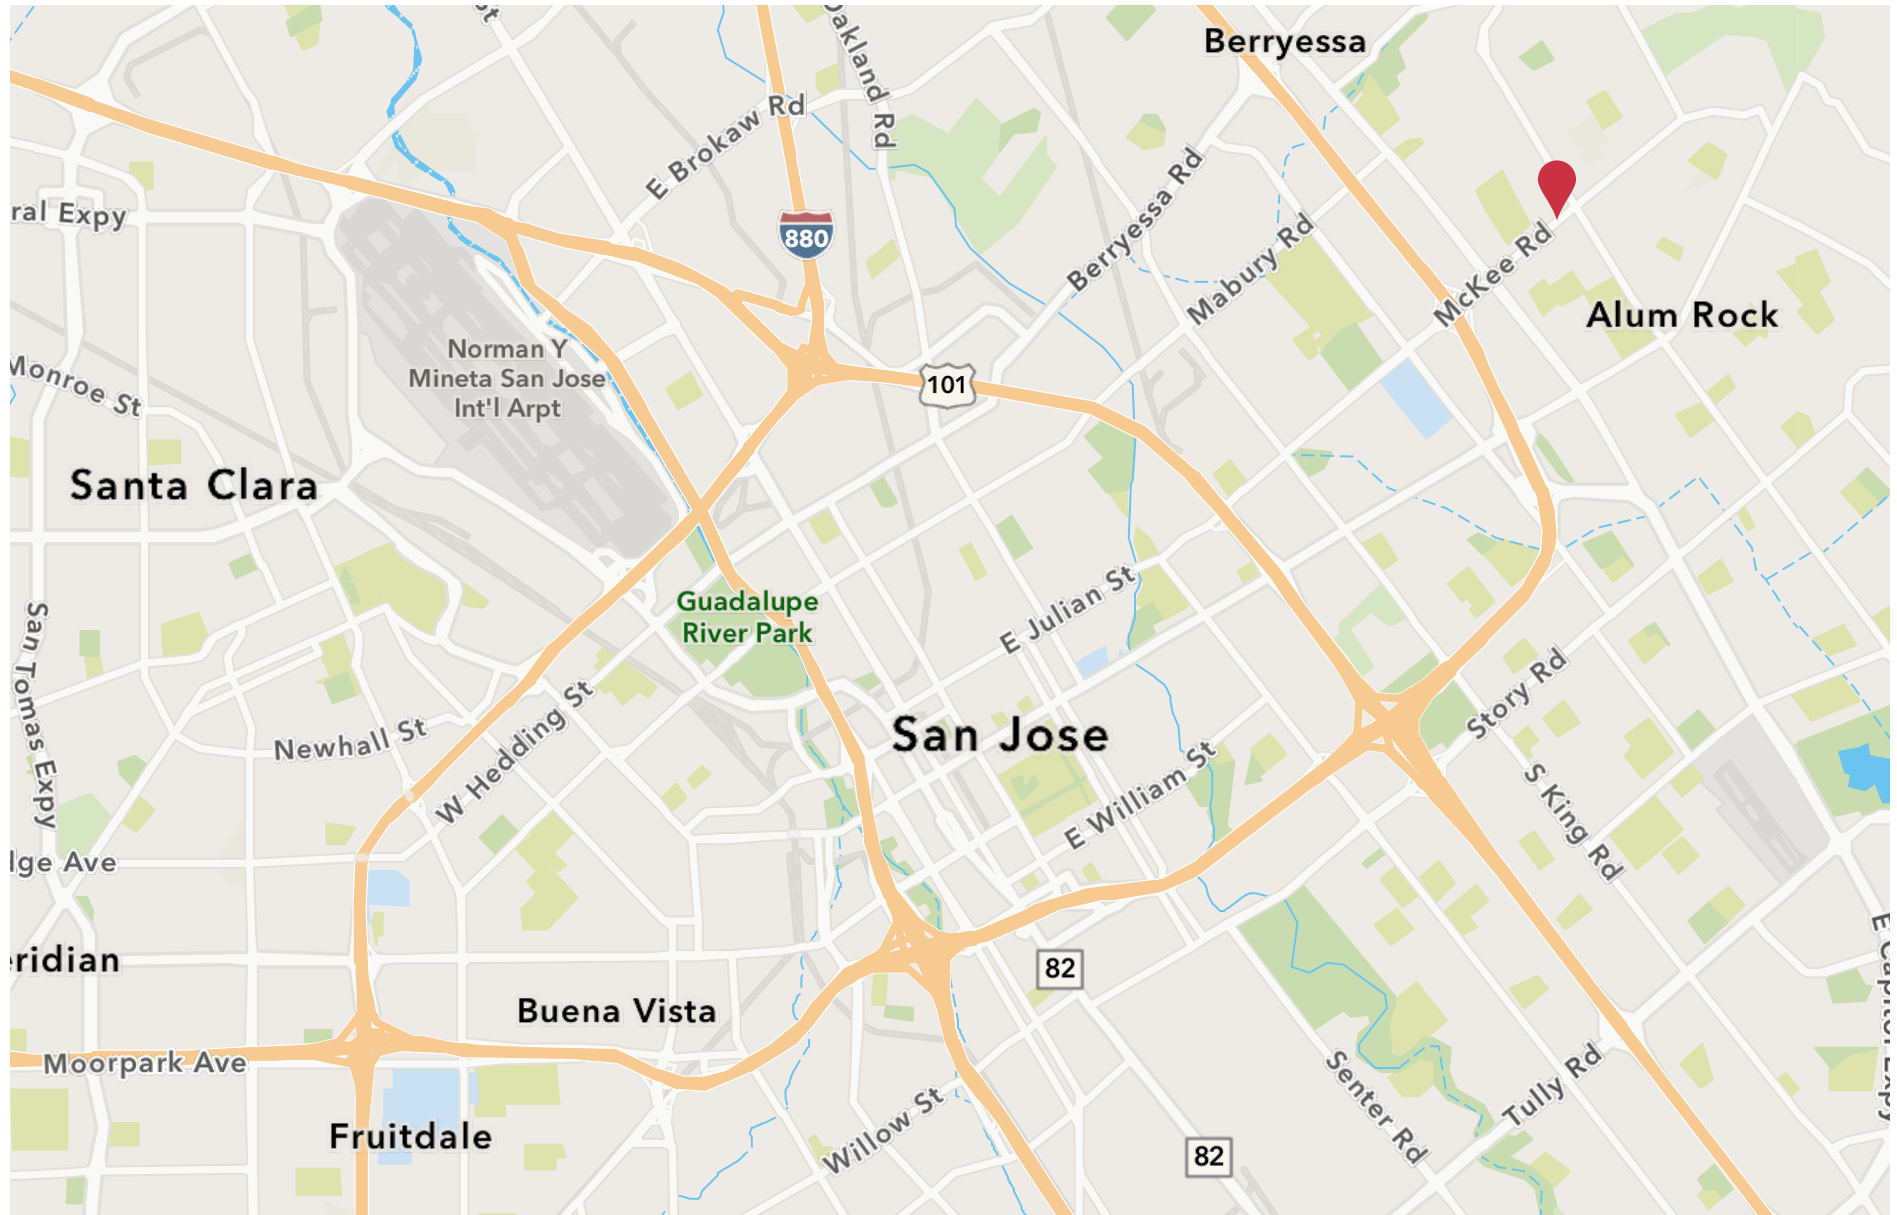 St
Oakland Rd
Berryessa
E Brokaw Rd
ral Expy
880
Berryessa Rd
Mabury Rd
McKee Rd
Alum Rock
Norman Y
Mineta San Jose
Int'l Arpt
101
Monroe St
Santa Clara
Guadalupe
River Park
E Julian St
San Tomas Expy
Story Rd
Newhall St
W Hedding St
San Jose
E William St
S King Rd
dge Ave
eridian
82
E Capitol Expy
Buena Vista
Moorpark Ave
Senter Rd
Tully Rd
Fruitdale
Willow St
82